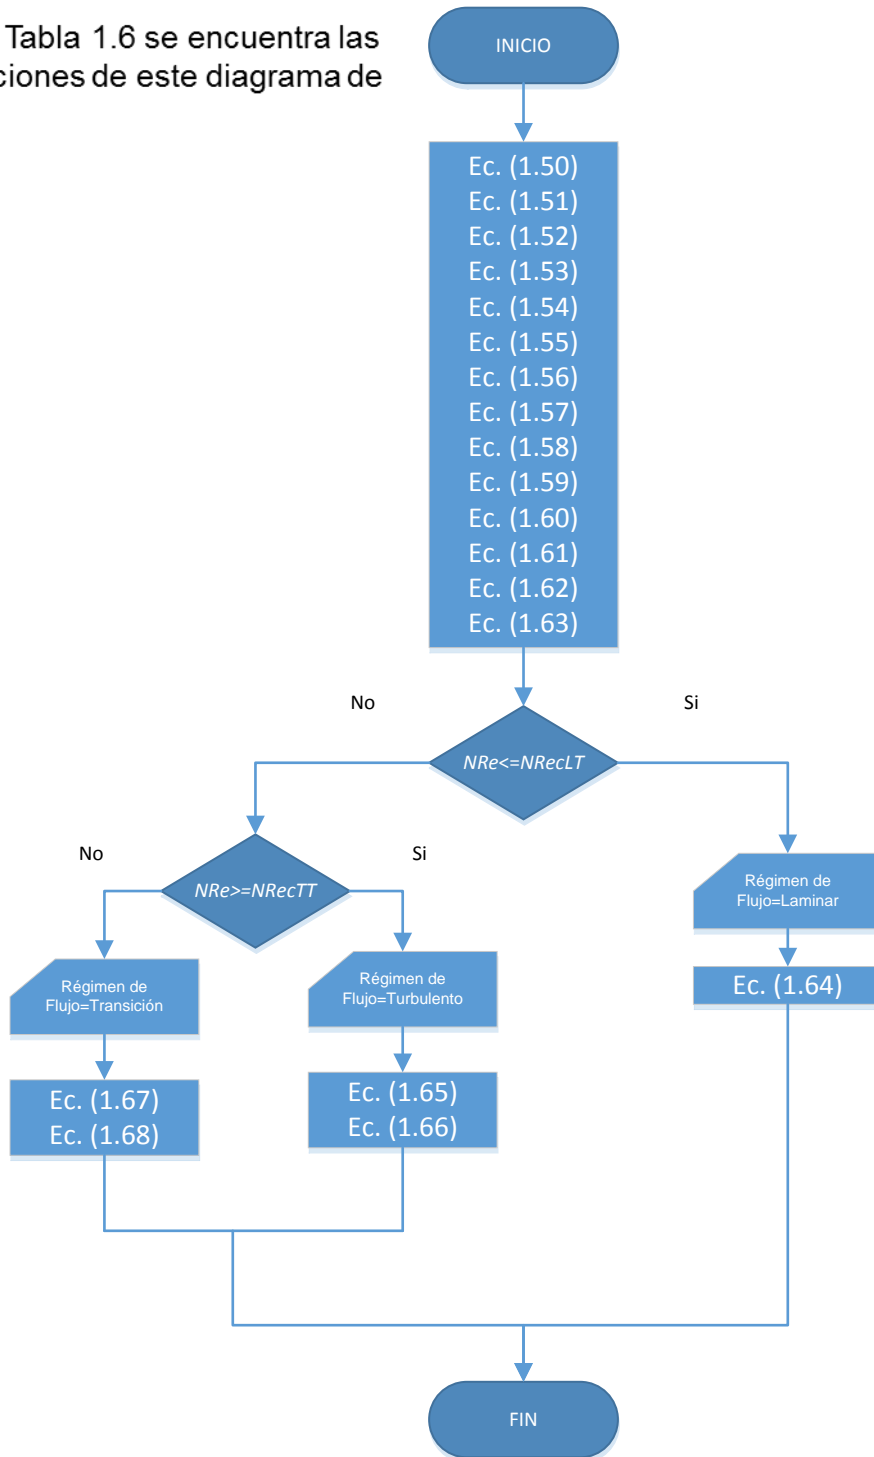 Tabla 1.6 se encuentra las
ciones de este diagrama de
INICIO
Ec. (1.50)
Ec. (1.51)
Ec. (1.52)
Ec. (1.53)
Ec. (1.54)
Ec. (1.55)
Ec. (1.56)
Ec. (1.57)
Ec. (1.58)
Ec. (1.59)
Ec. (1.60)
Ec. (1.61)
Ec. (1.62)
Ec. (1.63)
No
Si
NRe<=NRecLT
No
Si
NRe>=NRecTT
Régimen de
Flujo=Laminar
Régimen de
Flujo=Transición
Régimen de
Flujo=Turbulento
Ec. (1.64)
Ec. (1.67)
Ec. (1.68)
Ec. (1.65)
Ec. (1.66)
FIN